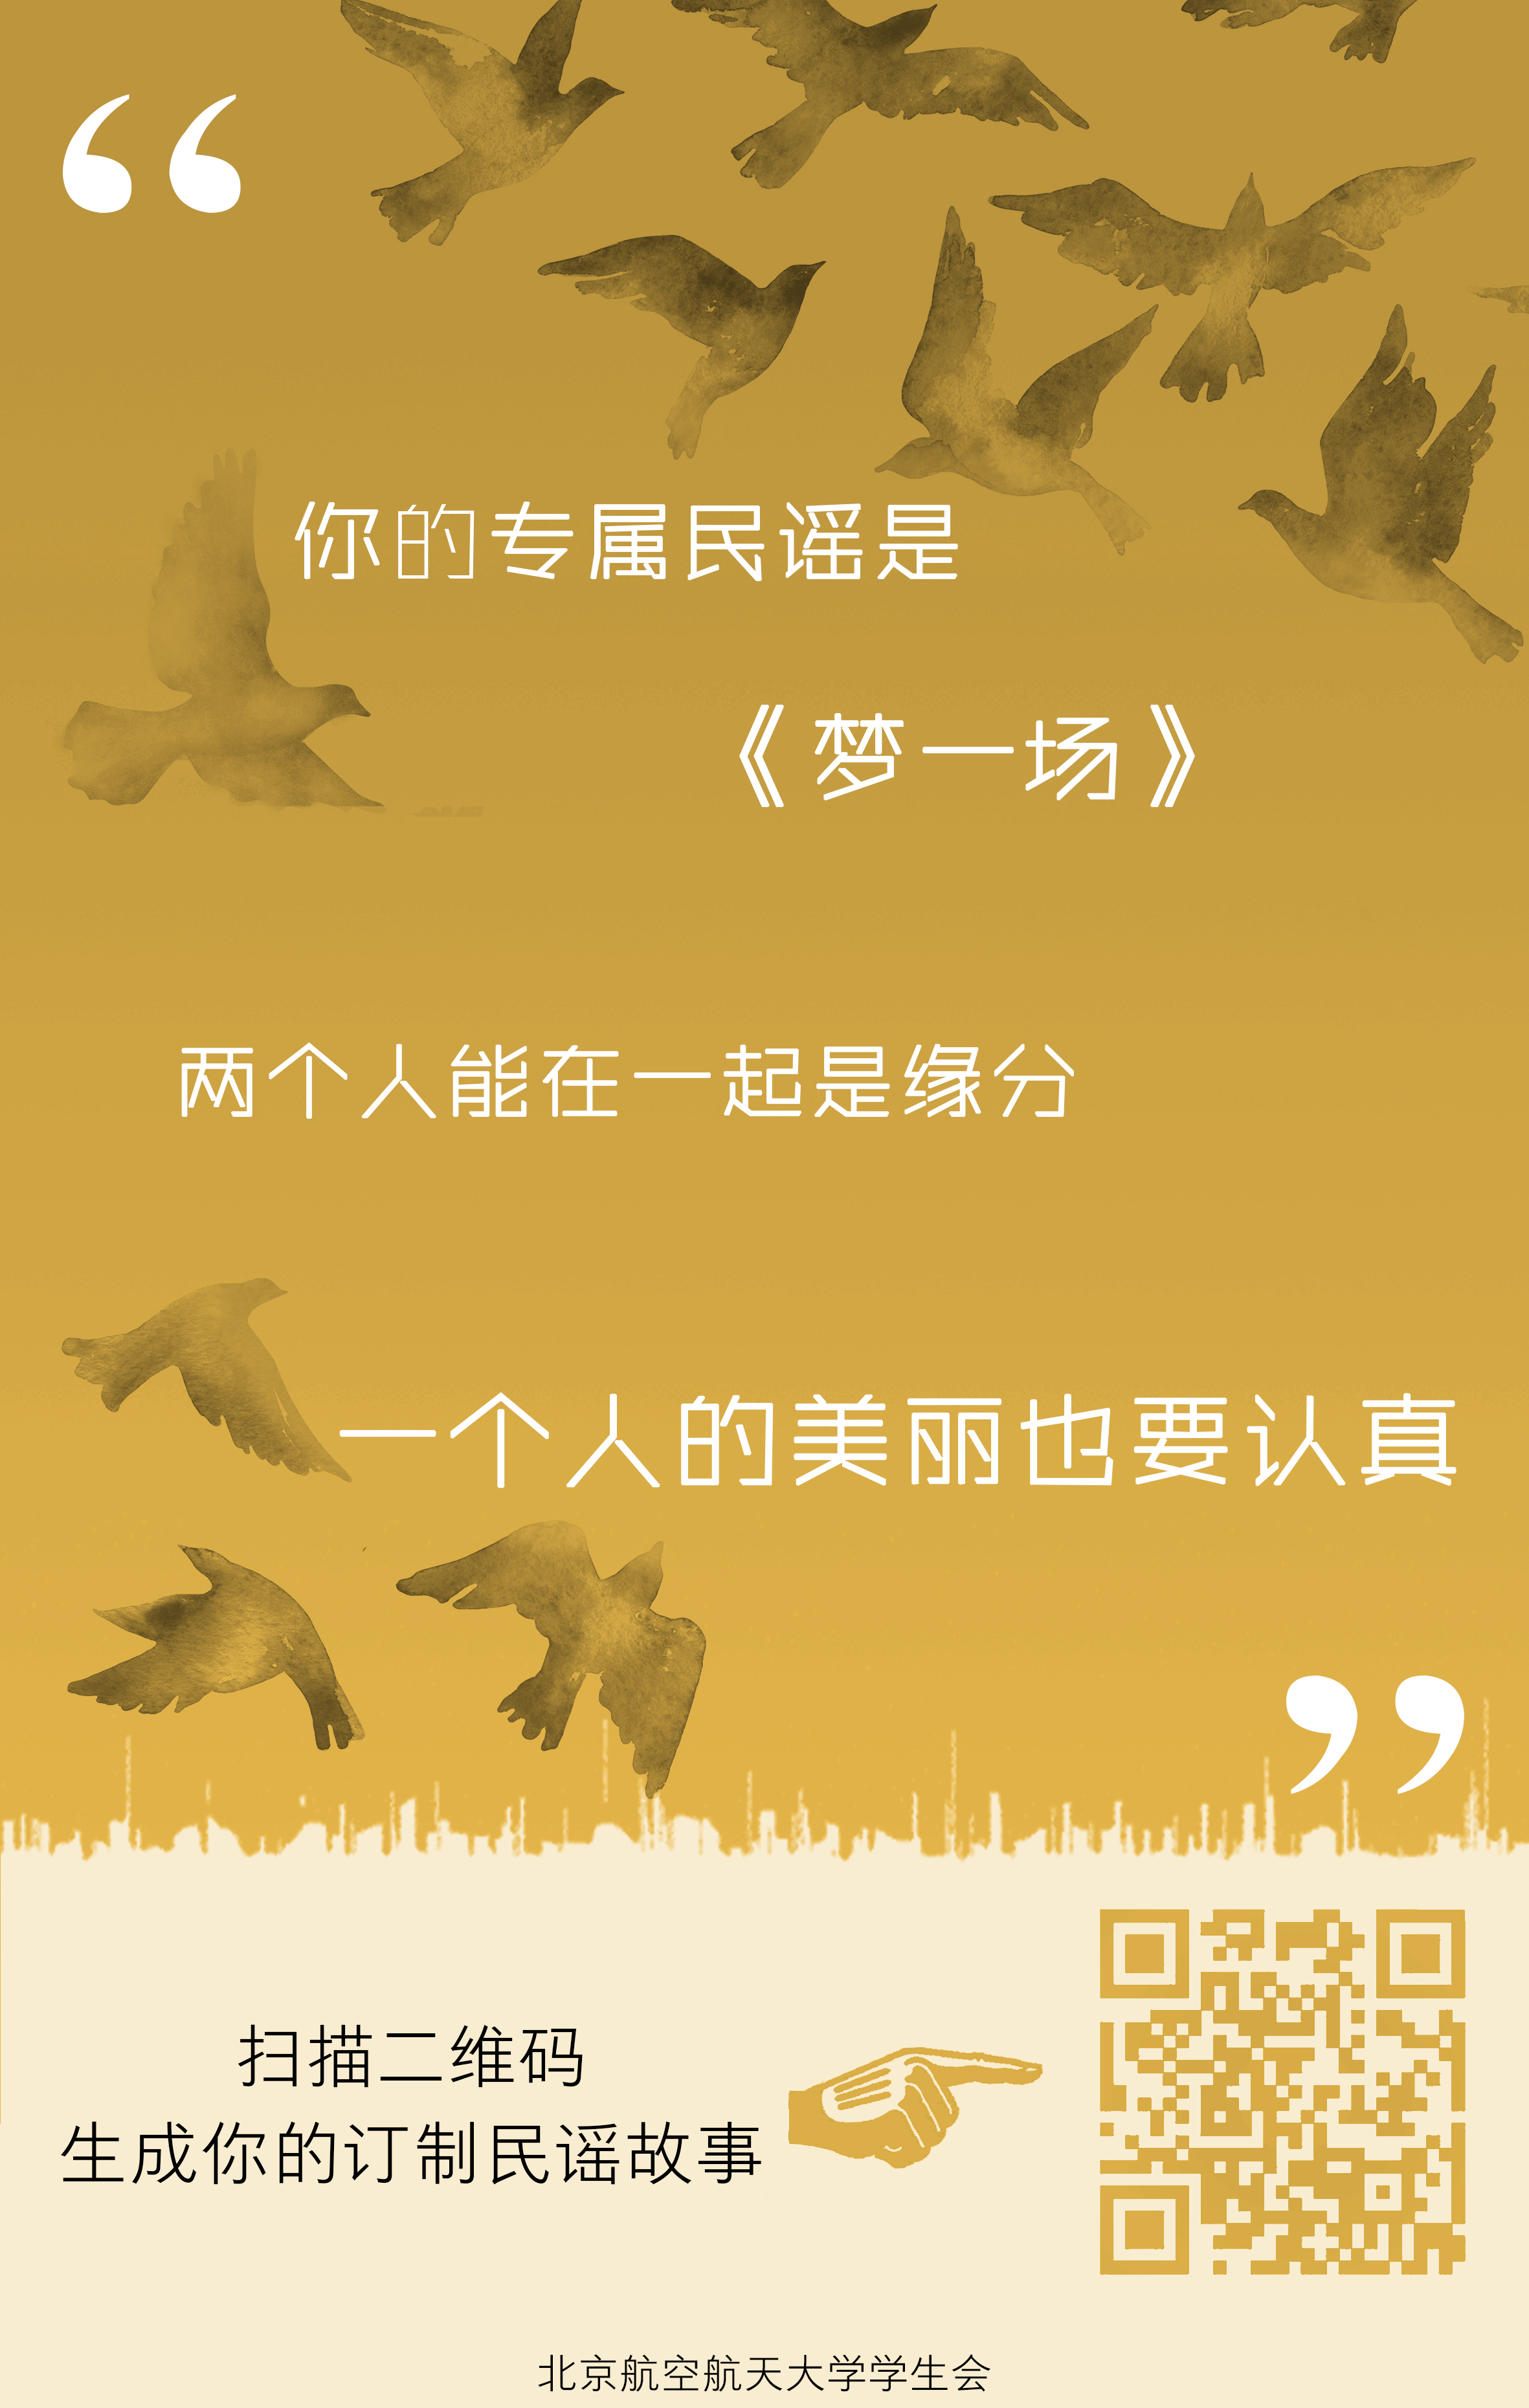 “
你的专属民谣是
《梦一场》
两个人能在一起是缘分
一个人的美丽也要认真
”
扫描二维码
生成你的订制民谣故事
北京航空航天大学学生会